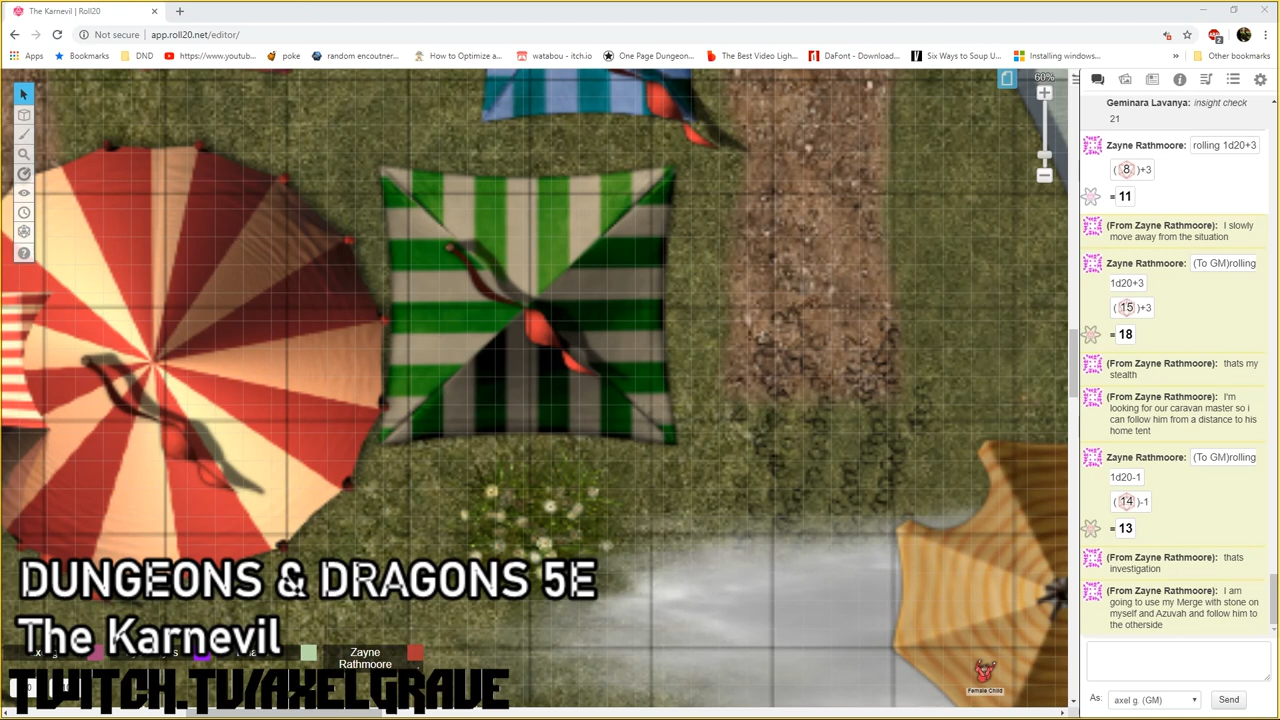 The Karnevil | Roll20
Not secure | app.roll20.net/editor/
Apps Bookmarks DND https://www.youtub... poke random encoutner... How to Optimize a... watabou - itch.io One Page Dungeon... The Best Video Ligh... DaFont - Download... Six Ways to Soup U... Installing windows... » Other bookmarks
60%
Geminara Lavanya: insight check
21
Zayne Rathmoore: rolling 1d20+3
(8)+3
= 11
(From Zayne Rathmoore): I slowly
move away from the situation
Zayne Rathmoore: (To GM)rolling
1d20+3
(15)+3
= 18
(From Zayne Rathmoore): thats my
stealth
(From Zayne Rathmoore): I'm
looking for our caravan master so i
can follow him from a distance to his
home tent
Zayne Rathmoore: (To GM)rolling
1d20-1
(14)-1
= 13
(From Zayne Rathmoore): thats
investigation
(From Zayne Rathmoore): I am
going to use my Merge with stone on
myself and Azuvah and follow him to
the otherside
As: axel g. (GM) Send
Female Child
DUNGEONS & DRAGONS 5E
The Karnevil
Zayne
Rathmoore
TWITCH.TV/AXELGRAVE